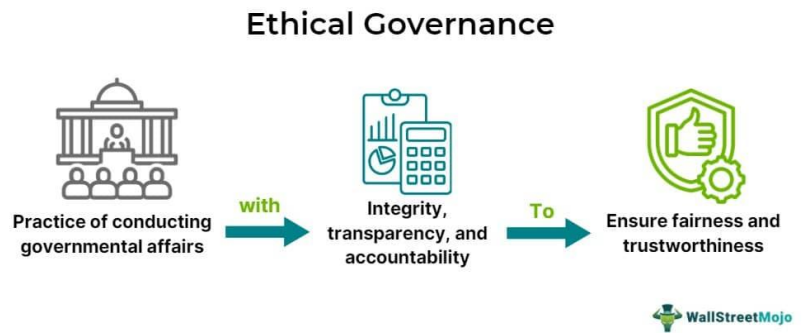 Ethical Governance
with
To
Practice of conducting
governmental affairs
Integrity,
transparency, and
accountability
Ensure fairness and
trustworthiness
WallStreetMojo